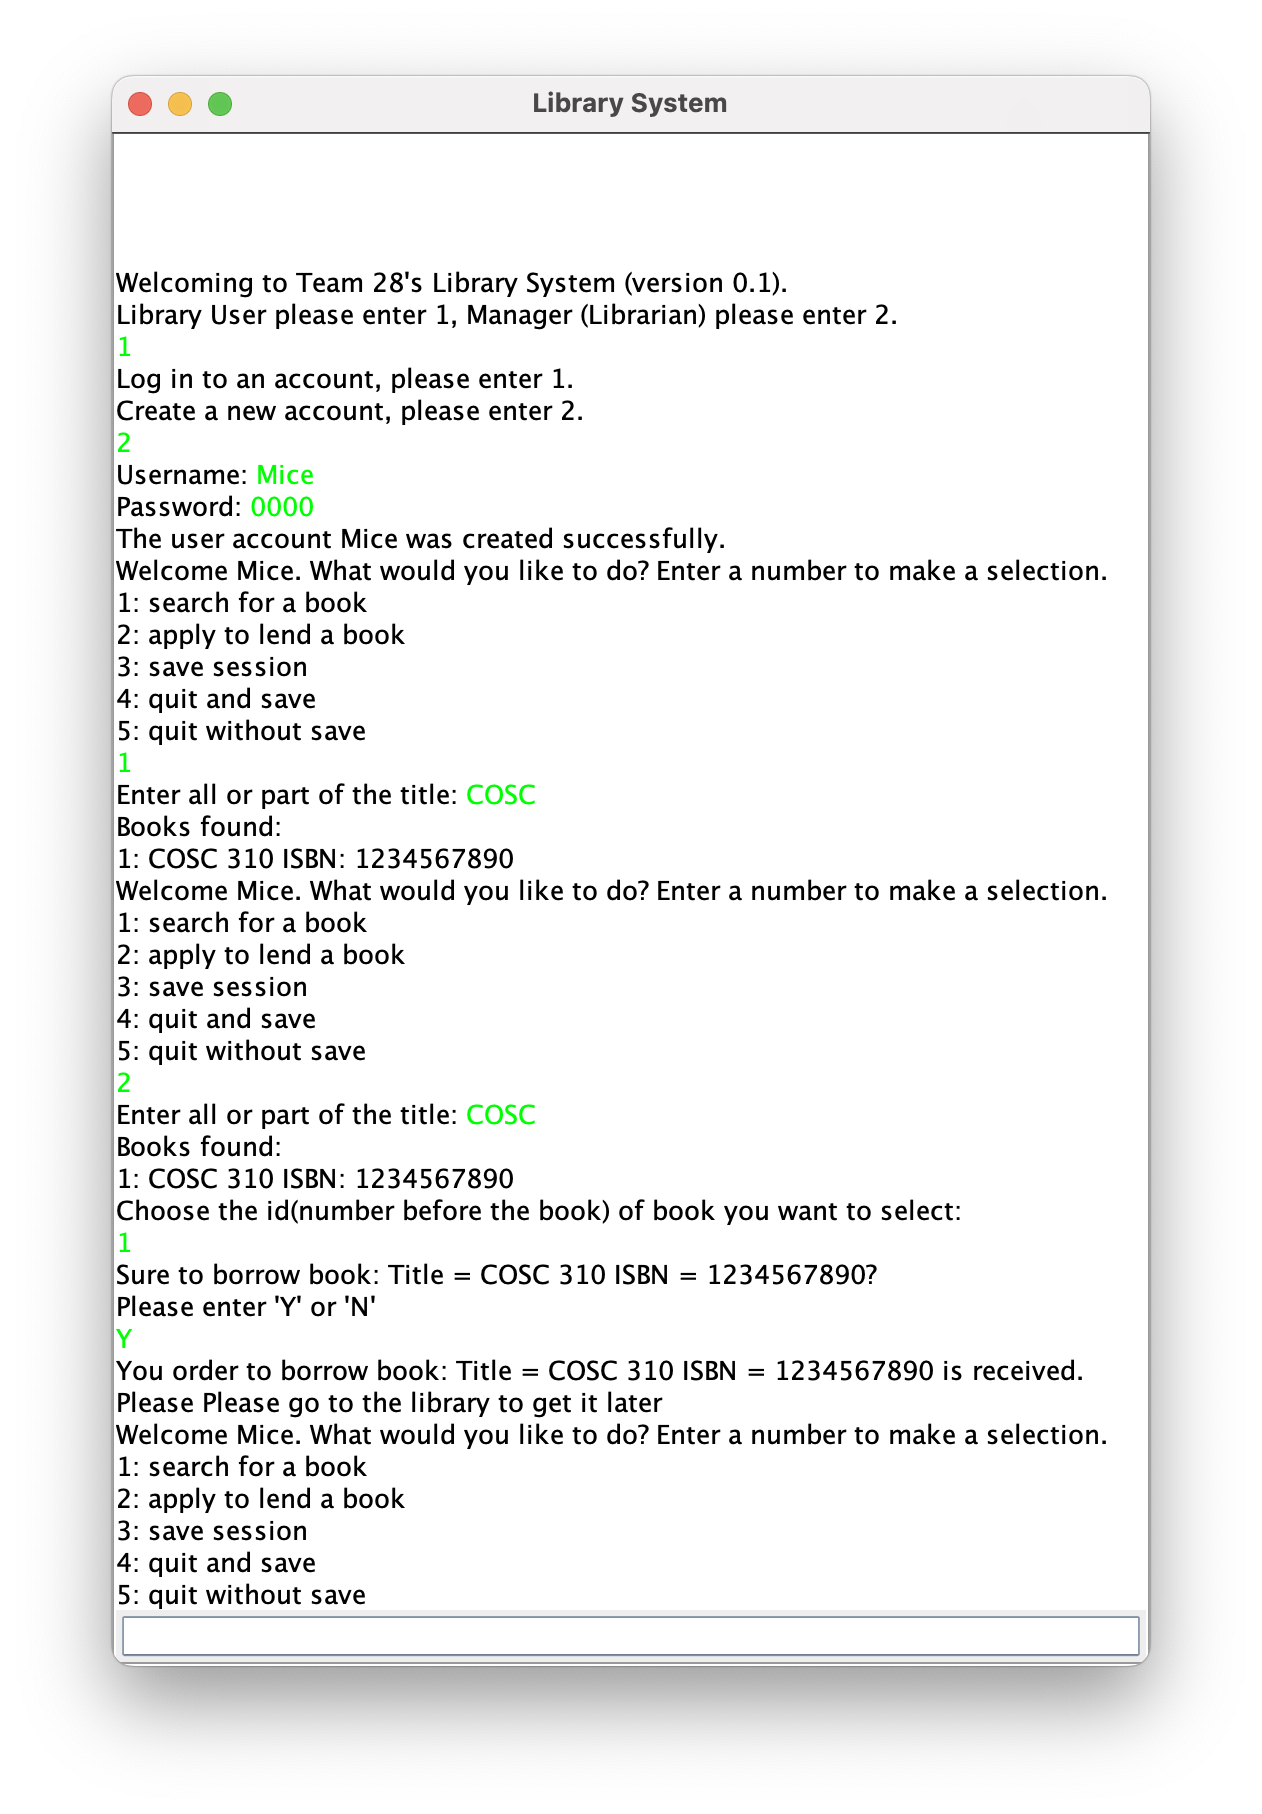 Library System
Welcoming to Team 28's Library System (version 0.1).
Library User please enter 1, Manager (Librarian) please enter 2.
1
Log in to an account, please enter 1.
Create a new account, please enter 2.
2
Username: Mice
Password: 0000
The user account Mice was created successfully.
Welcome Mice. What would you like to do? Enter a number to make a selection.
1: search for a book
2: apply to lend a book
3: save session
4: quit and save
5: quit without save
1
Enter all or part of the title: COSC
Books found:
1: COSC 310 ISBN: 1234567890
Welcome Mice. What would you like to do? Enter a number to make a selection.
1: search for a book
2: apply to lend a book
3: save session
4: quit and save
5: quit without save
2
Enter all or part of the title: COSC
Books found:
1: COSC 310 ISBN: 1234567890
Choose the id(number before the book) of book you want to select:
1
Sure to borrow book: Title = COSC 310 ISBN = 1234567890?
Please enter 'Y' or 'N'
Y
You order to borrow book: Title = COSC 310 ISBN = 1234567890 is received.
Please Please go to the library to get it later
Welcome Mice. What would you like to do? Enter a number to make a selection.
1: search for a book
2: apply to lend a book
3: save session
4: quit and save
5: quit without save